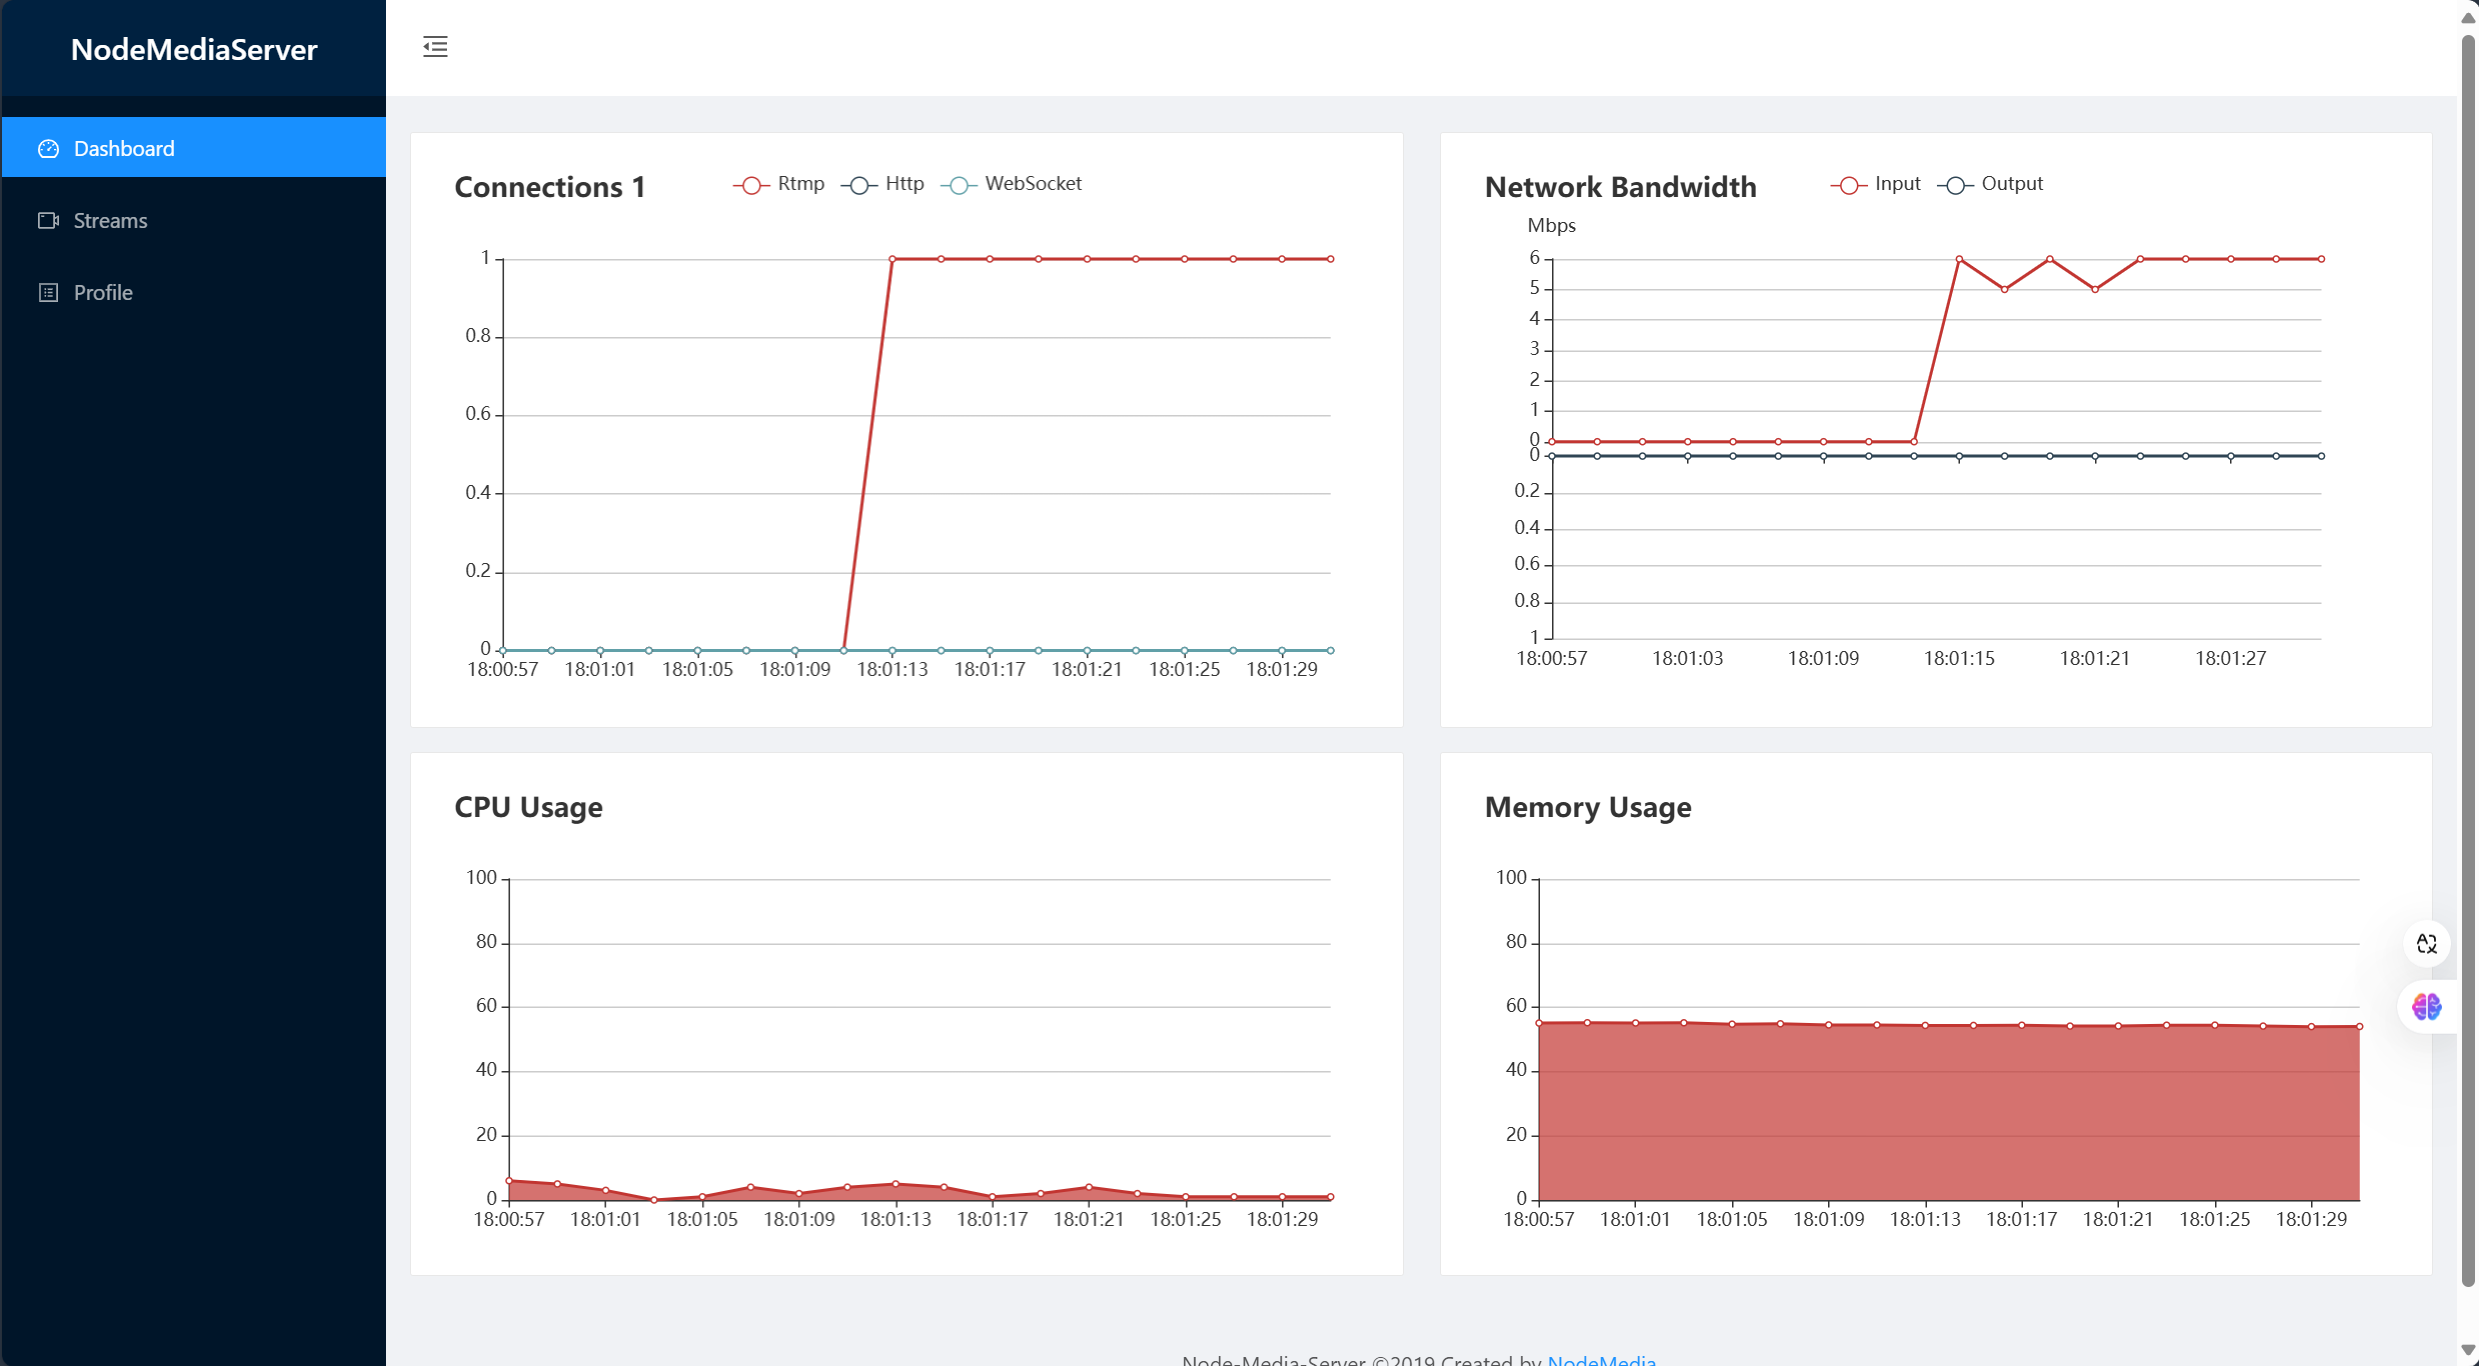 NodeMediaServer
Dashboard
Streams
Profile
Connections 1
Rtmp Http WebSocket
1
0.8
0.6
0.4
0.2
0
18:00:57 18:01:01 18:01:05 18:01:09 18:01:13 18:01:17 18:01:21 18:01:25 18:01:29
Network Bandwidth
Input Output
Mbps
6
5
4
3
2
1
0
0
0.2
0.4
0.6
0.8
1
18:00:57 18:01:03 18:01:09 18:01:15 18:01:21 18:01:27
CPU Usage
100
80
60
40
20
0
18:00:57 18:01:01 18:01:05 18:01:09 18:01:13 18:01:17 18:01:21 18:01:25 18:01:29
Memory Usage
100
80
60
40
20
0
18:00:57 18:01:01 18:01:05 18:01:09 18:01:13 18:01:17 18:01:21 18:01:25 18:01:29
Node-Media-Server ©2019 Created by NodeMedia